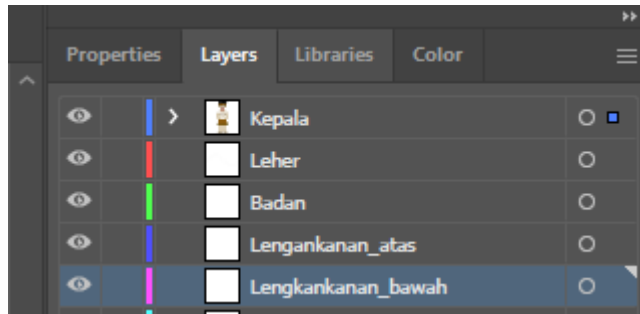 Properties Layers Libraries Color
Kepala
Leher
Badan
Lengankanan_atas
Lengkankanan_bawah